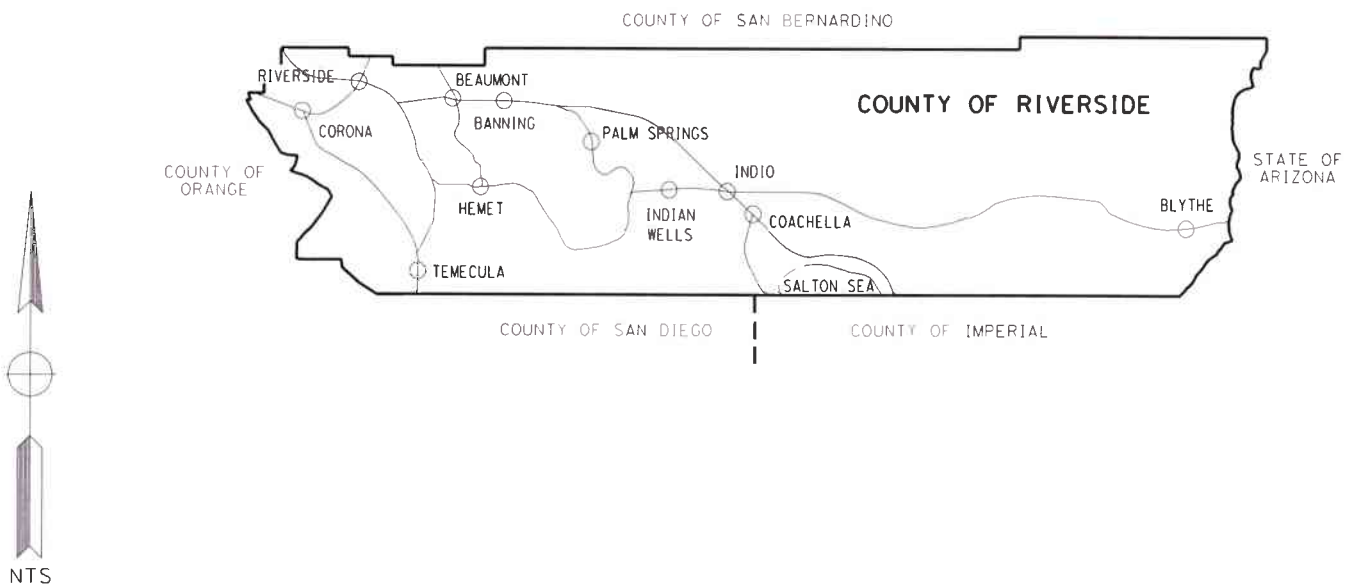 COUNTY OF SAN BERNARDINO
RIVERSIDE
BEAUMONT
COUNTY OF RIVERSIDE
CORONA
BANNING
PALM SPRINGS
COUNTY OF
ORANGE
INDIO
STATE OF
ARIZONA
HEMET
INDIAN
WELLS
COACHELLA
BLYTHE
TEMECULA
SALTON SEA
COUNTY OF SAN DIEGO
COUNTY OF IMPERIAL
NTS